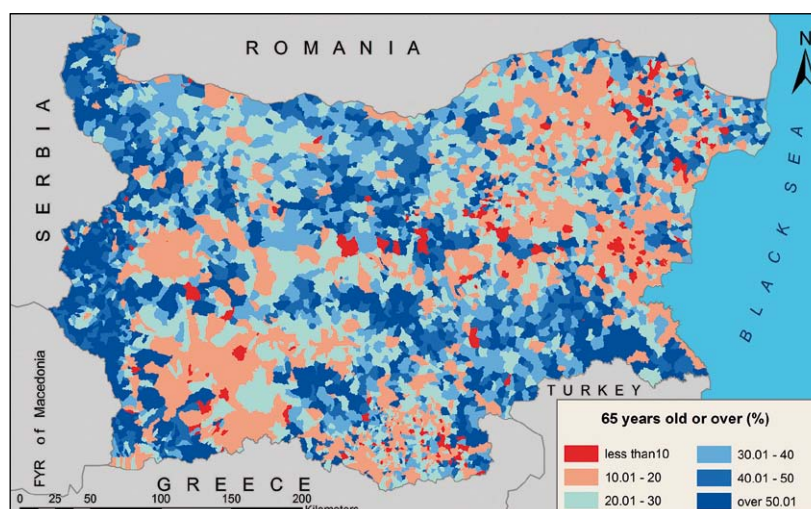 ROMANIA
N
SERBIA
BLACK SEA
FYR of Macedonia
TURKEY
GREECE
0 25 50 100 150 200
Kilometers
65 years old or over (%)
less than10
10.01 - 20
20.01 - 30
30.01 - 40
40.01 - 50
over 50.01